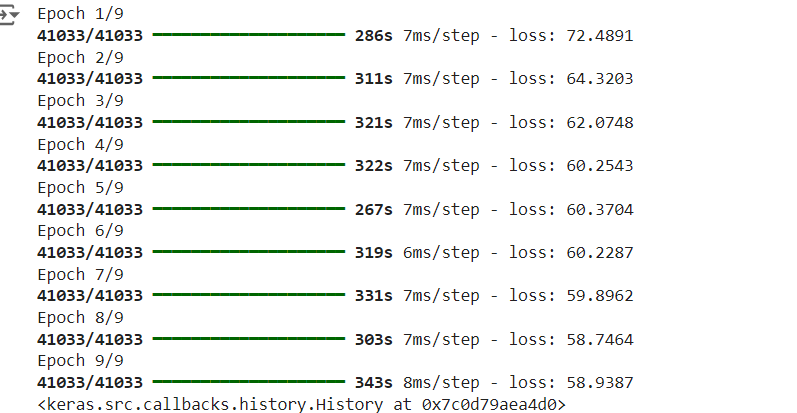 Epoch 1/9
41033/41033 ━━━━━━━━━━━━━━━━━━━━ 286s 7ms/step - loss: 72.4891
Epoch 2/9
41033/41033 ━━━━━━━━━━━━━━━━━━━━ 311s 7ms/step - loss: 64.3203
Epoch 3/9
41033/41033 ━━━━━━━━━━━━━━━━━━━━ 321s 7ms/step - loss: 62.0748
Epoch 4/9
41033/41033 ━━━━━━━━━━━━━━━━━━━━ 322s 7ms/step - loss: 60.2543
Epoch 5/9
41033/41033 ━━━━━━━━━━━━━━━━━━━━ 267s 7ms/step - loss: 60.3704
Epoch 6/9
41033/41033 ━━━━━━━━━━━━━━━━━━━━ 319s 6ms/step - loss: 60.2287
Epoch 7/9
41033/41033 ━━━━━━━━━━━━━━━━━━━━ 331s 7ms/step - loss: 59.8962
Epoch 8/9
41033/41033 ━━━━━━━━━━━━━━━━━━━━ 303s 7ms/step - loss: 58.7464
Epoch 9/9
41033/41033 ━━━━━━━━━━━━━━━━━━━━ 343s 8ms/step - loss: 58.9387
<keras.src.callbacks.history.History at 0x7c0d79aea4d0>